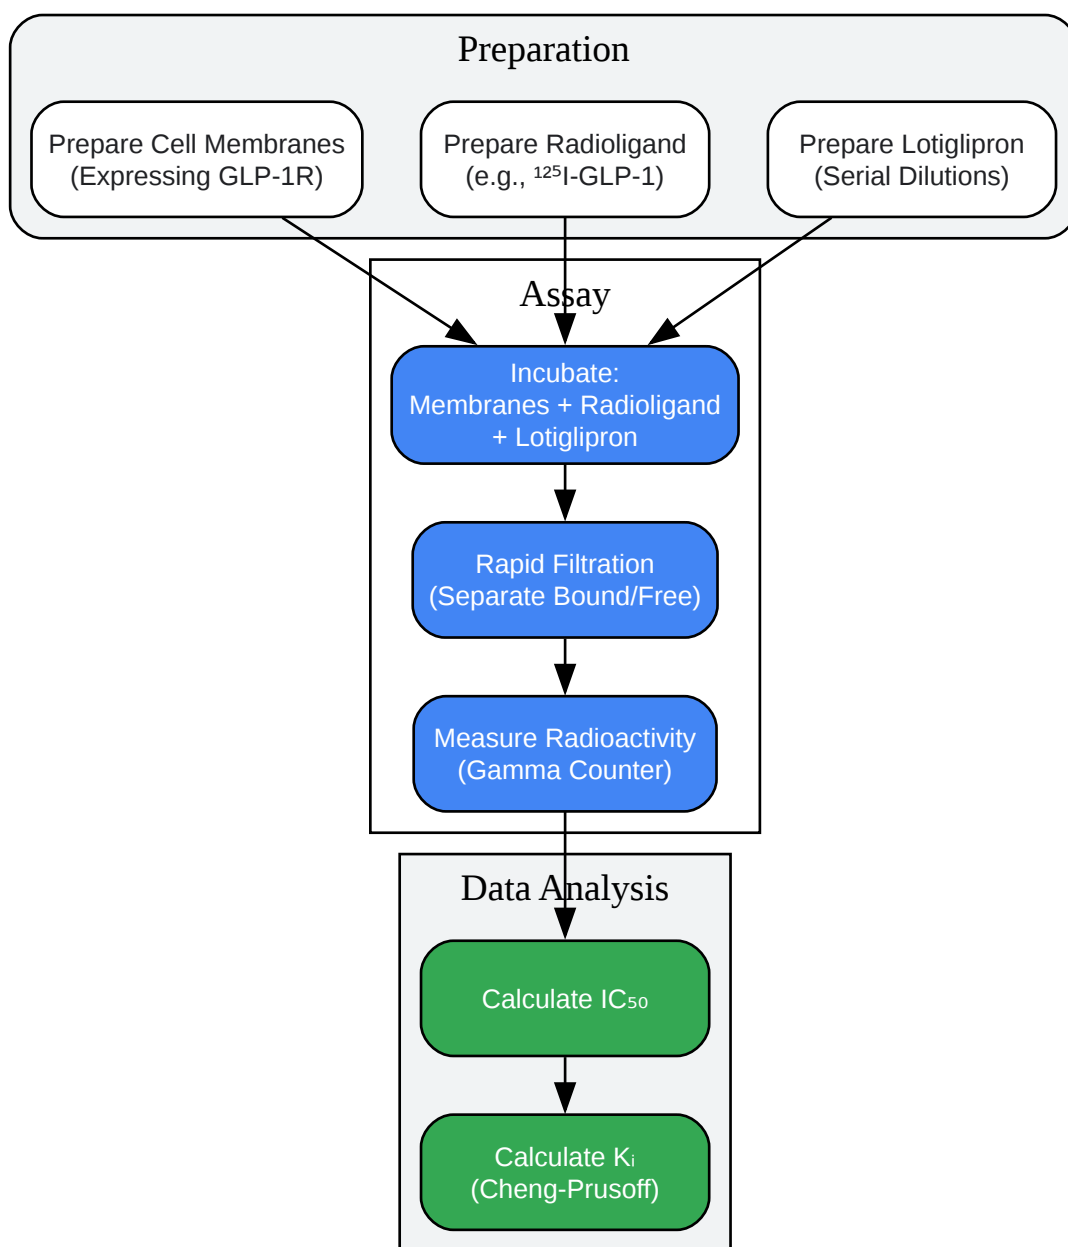 Preparation
Prepare Cell Membranes
(Expressing GLP-1R)
Prepare Radioligand
(e.g., ¹²⁵I-GLP-1)
Prepare Lotiglipron
(Serial Dilutions)
Assay
Incubate:
Membranes + Radioligand
+ Lotiglipron
Rapid Filtration
(Separate Bound/Free)
Measure Radioactivity
(Gamma Counter)
Data Analysis
Calculate IC₅₀
Calculate Kᵢ
(Cheng-Prusoff)